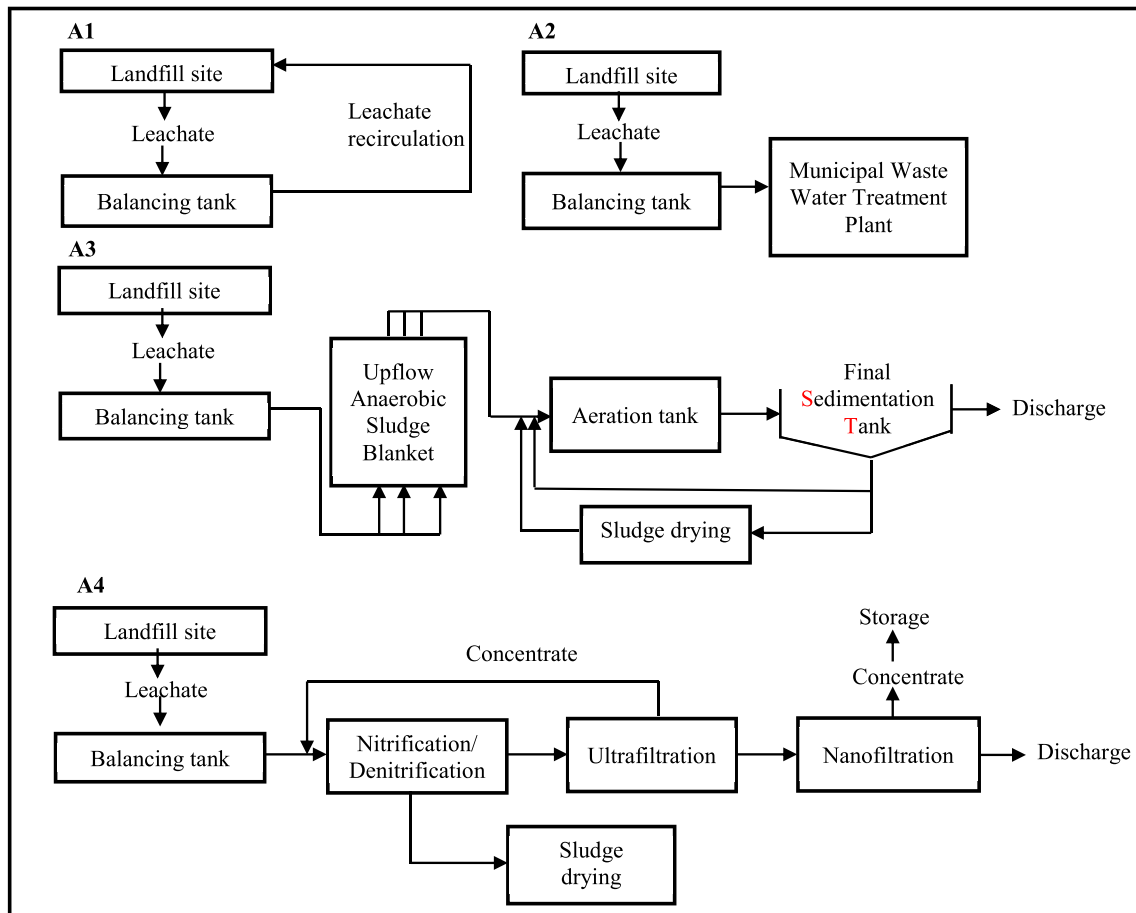 A1
Landfill site
Leachate
Balancing tank
Leachate
recirculation
A2
Landfill site
Leachate
Balancing tank
Municipal Waste
Water Treatment
Plant
A3
Landfill site
Leachate
Balancing tank
Upflow
Anaerobic
Sludge
Blanket
Aeration tank
Final
Sedimentation
Tank
Discharge
Sludge drying
A4
Landfill site
Leachate
Balancing tank
Concentrate
Nitrification/
Denitrification
Sludge
drying
Ultrafiltration
Storage
Concentrate
Nanofiltration
Discharge